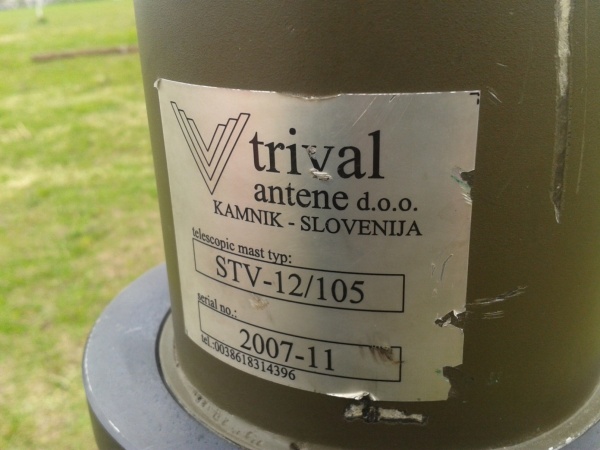 trival
antene d.o.o.
KAMNIK - SLOVENIJA
telescopic mast typ:
STV-12/105
serial no.:
2007-11
tel.:0038618314396